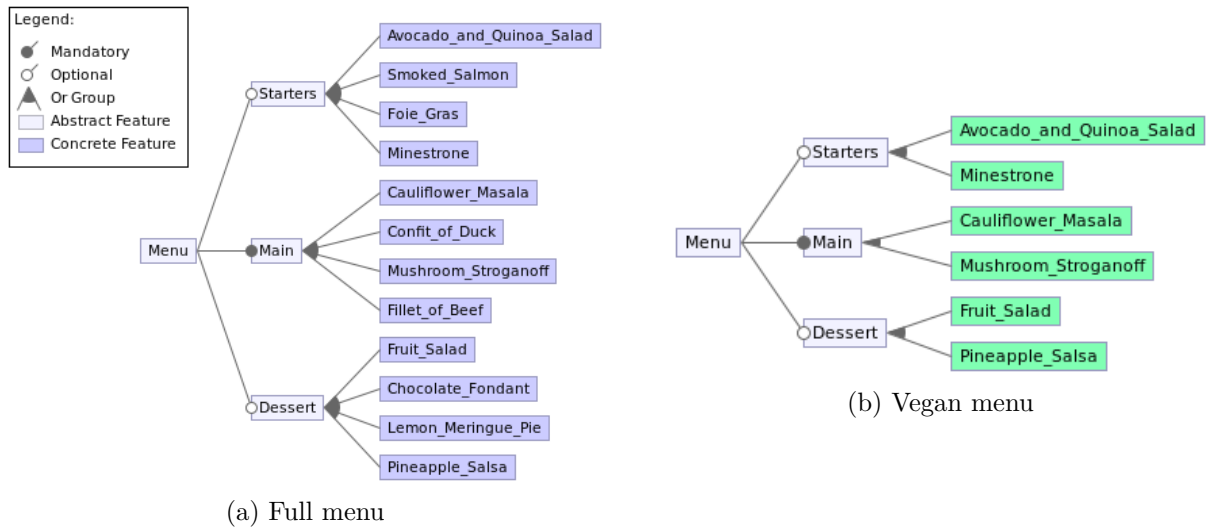 Legend:
Mandatory
Optional
Or Group
Abstract Feature
Concrete Feature
Menu
Starters
Avocado_and_Quinoa_Salad
Smoked_Salmon
Foie_Gras
Minestrone
Main
Cauliflower_Masala
Confit_of_Duck
Mushroom_Stroganoff
Fillet_of_Beef
Dessert
Fruit_Salad
Chocolate_Fondant
Lemon_Meringue_Pie
Pineapple_Salsa
(a) Full menu
Menu
Starters
Avocado_and_Quinoa_Salad
Minestrone
Main
Cauliflower_Masala
Mushroom_Stroganoff
Dessert
Fruit_Salad
Pineapple_Salsa
(b) Vegan menu